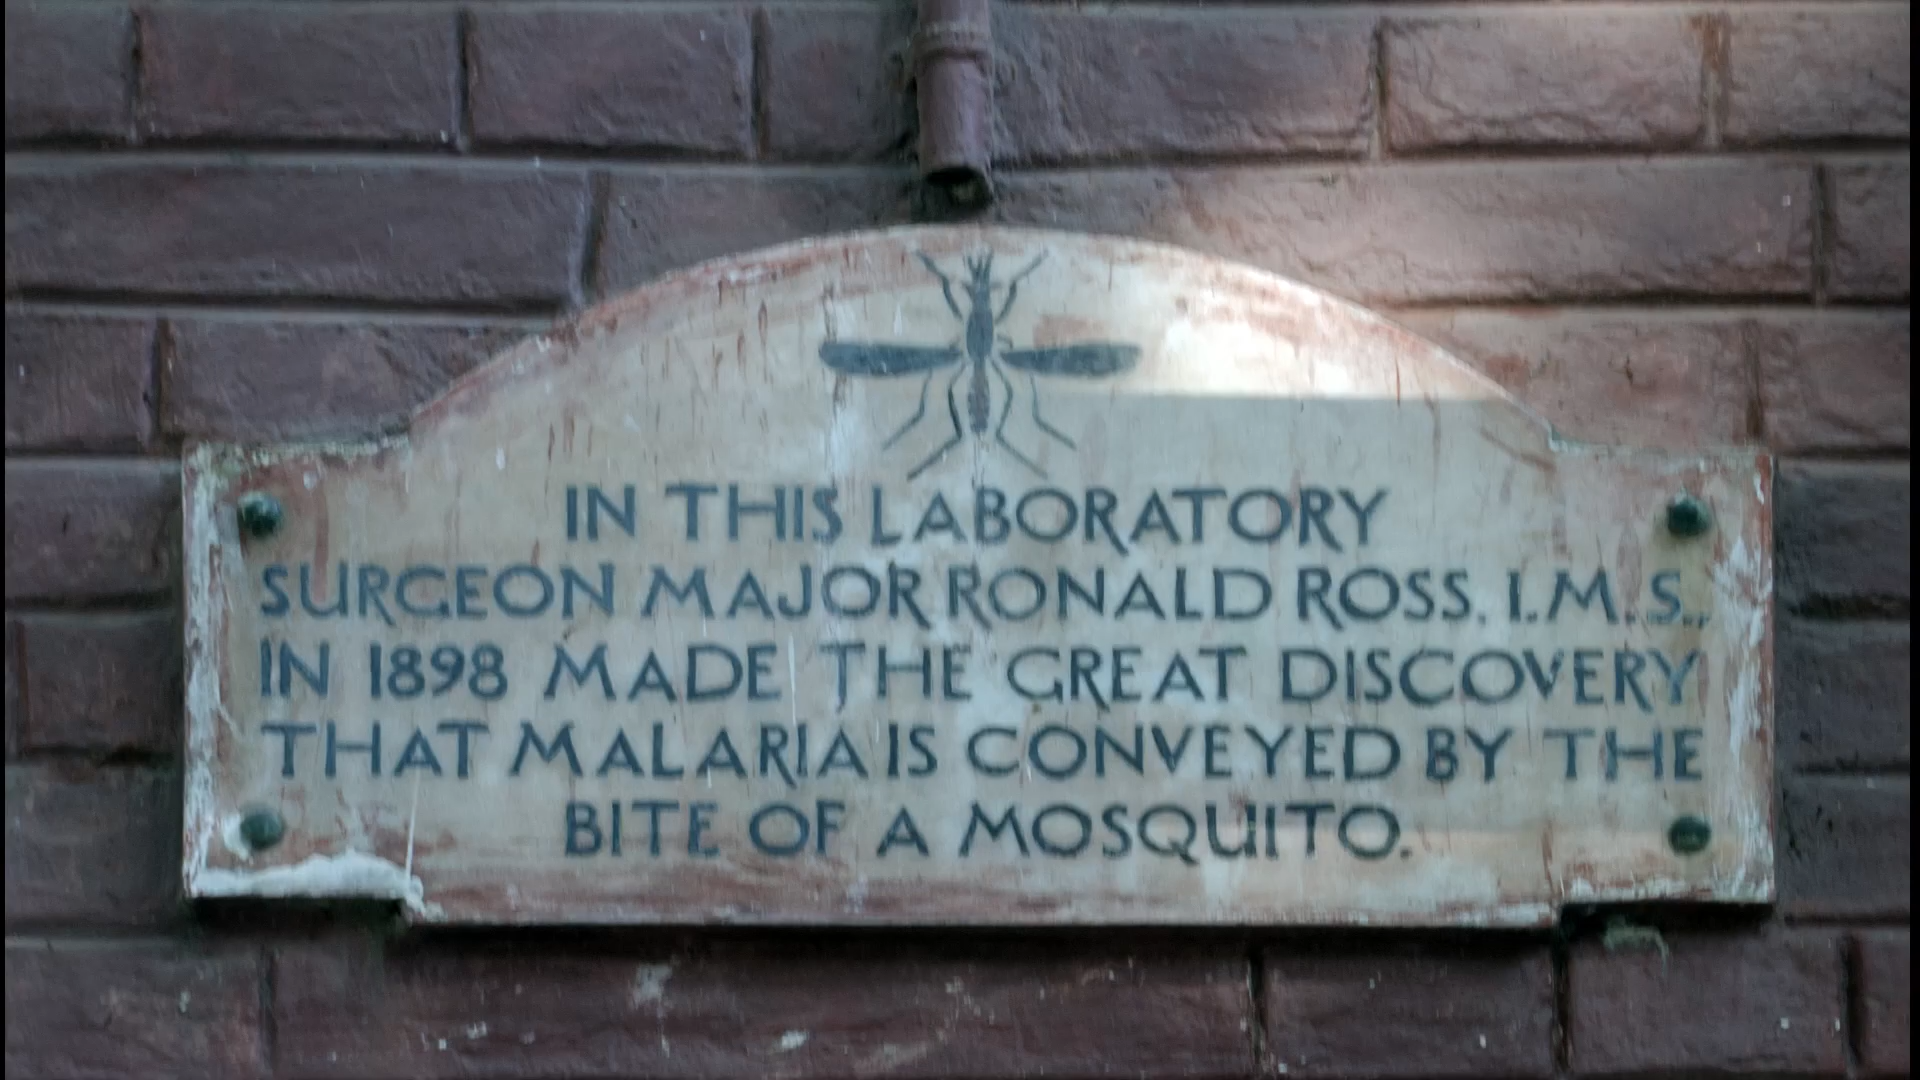 IN THIS LABORATORY
SURGEON MAJOR RONALD ROSS. I.M.S.,
IN 1898 MADE THE GREAT DISCOVERY
THAT MALARIA IS CONVEYED BY THE
BITE OF A MOSQUITO.